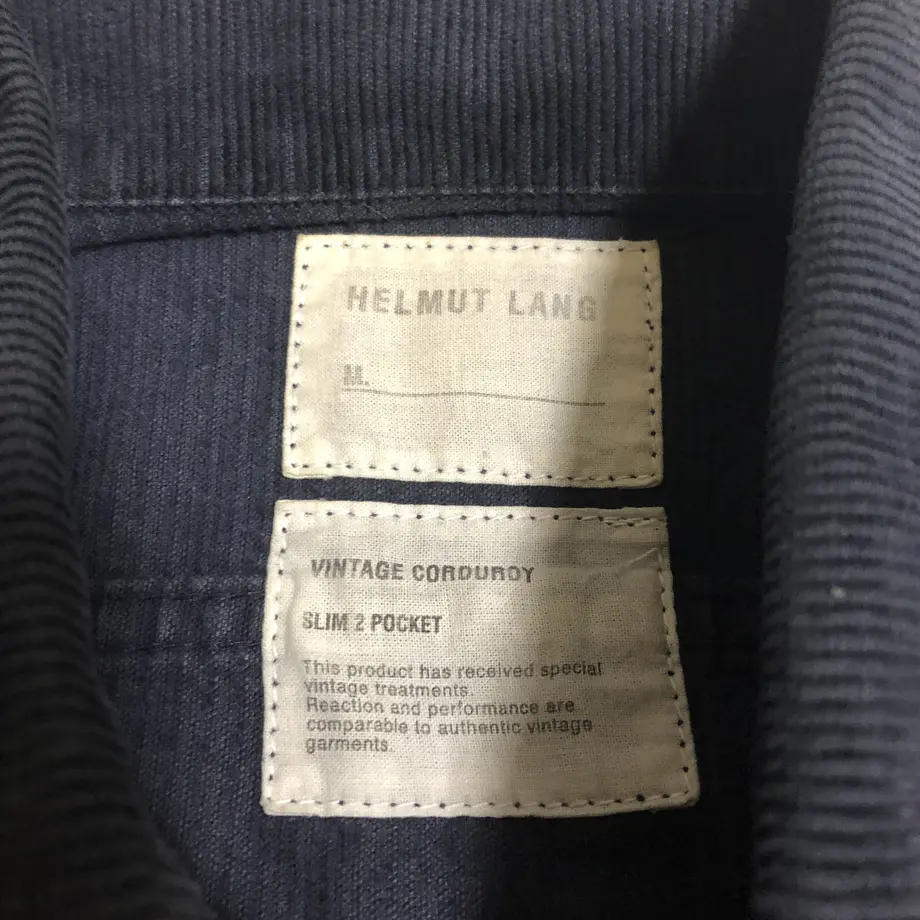 HELMUT LANG
M.
VINTAGE CORDUROY
SLIM 2 POCKET
This product has received special
vintage treatments.
Reaction and performance are
comparable to authentic vintage
garments.